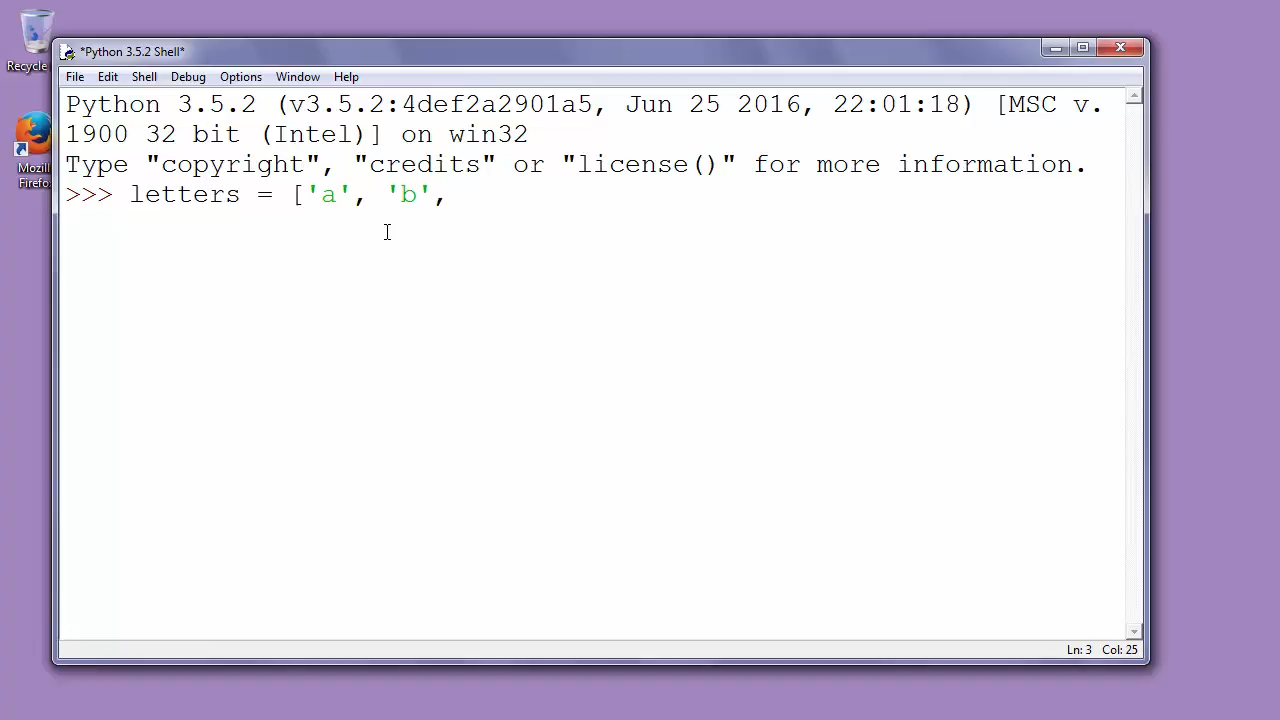 Recycle
Mozilla
Firefox
*Python 3.5.2 Shell*
File Edit Shell Debug Options Window Help
Python 3.5.2 (v3.5.2:4def2a2901a5, Jun 25 2016, 22:01:18) [MSC v.
1900 32 bit (Intel)] on win32
Type "copyright", "credits" or "license()" for more information.
>>> letters = ['a', 'b',
Ln: 3 Col: 25